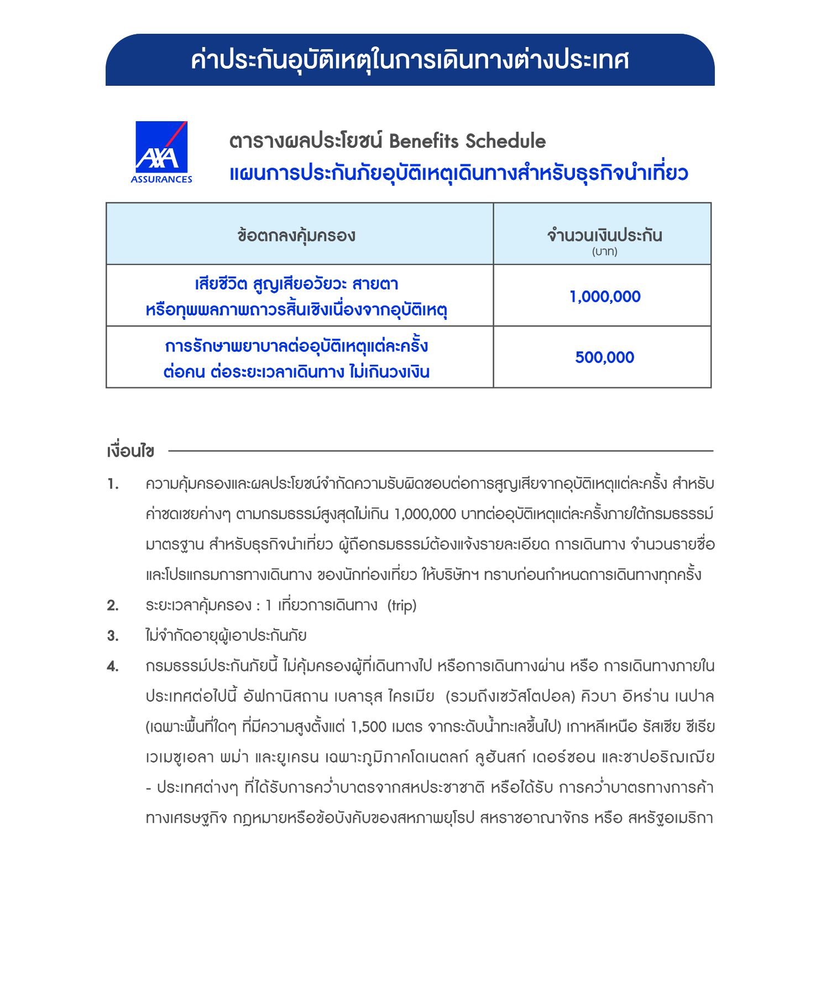 ค่าประกันอุบัติเหตุในการเดินทางต่างประเทศ
AXA
ASSURANCES
ตารางผลประโยชน์ Benefits Schedule
แผนการประกันภัยอุบัติเหตุเดินทางสำหรับธุรกิจนำเที่ยว
ข้อตกลงคุ้มครอง
จำนวนเงินประกัน
(บาท)
เสียชีวิต สูญเสียอวัยวะ สายตา
หรือทุพพลภาพถาวรสิ้นเชิงเนื่องจากอุบัติเหตุ
1,000,000
การรักษาพยาบาลต่ออุบัติเหตุแต่ละครั้ง
ต่อคน ต่อระยะเวลาเดินทาง ไม่เกินวงเงิน
500,000
เงื่อนไข
1. ความคุ้มครองและผลประโยชน์จำกัดความรับผิดชอบต่อการสูญเสียจากอุบัติเหตุแต่ละครั้ง สำหรับ
ค่าชดเชยค่างๆ ตามกรมธรรม์สูงสุดไม่เกิน 1,000,000 บาทต่ออุบัติเหตุแต่ละครั้งภายใต้กรมธรรรม์
มาตรฐาน สำหรับธุรกิจนำเที่ยว ผู้ถือกรมธรรม์ต้องแจ้งรายละเอียด การเดินทาง จำนวนรายชื่อ
และโปรแกรมการทางเดินทาง ของนักท่องเที่ยว ให้บริษัทฯ ทราบก่อนกำหนดการเดินทางทุกครั้ง
2. ระยะเวลาคุ้มครอง : 1 เที่ยวการเดินทาง (trip)
3. ไม่จำกัดอายุผู้เอาประกันภัย
4. กรมธรรม์ประกันภัยนี้ ไม่คุ้มครองผู้ที่เดินทางไป หรือการเดินทางผ่าน หรือ การเดินทางภายใน
ประเทศต่อไปนี้ อัฟกานิสถาน เบลารุส ไครเมีย (รวมถึงเซวัสโตปอล) คิวบา อิหร่าน เนปาล
(เฉพาะพื้นที่ใดๆ ที่มีความสูงตั้งแต่ 1,500 เมตร จากระดับน้ำทะเลขึ้นไป) เกาหลีเหนือ รัสเซีย ซีเรีย
เวเมซูเอลา พม่า และยูเครน เฉพาะภูมิภาคโดเนตลก์ ลูฮันสก์ เดอร์ซอน และซาปอริฌเฌีย
- ประเทศต่างๆ ที่ได้รับการคว่ำบาตรจากสหประชาชาติ หรือได้รับ การคว่ำบาตรทางการค้า
ทางเศรษฐกิจ กฎหมายหรือข้อบังคับของสหภาพยุโรป สหราชอาณาจักร หรือ สหรัฐอเมริกา